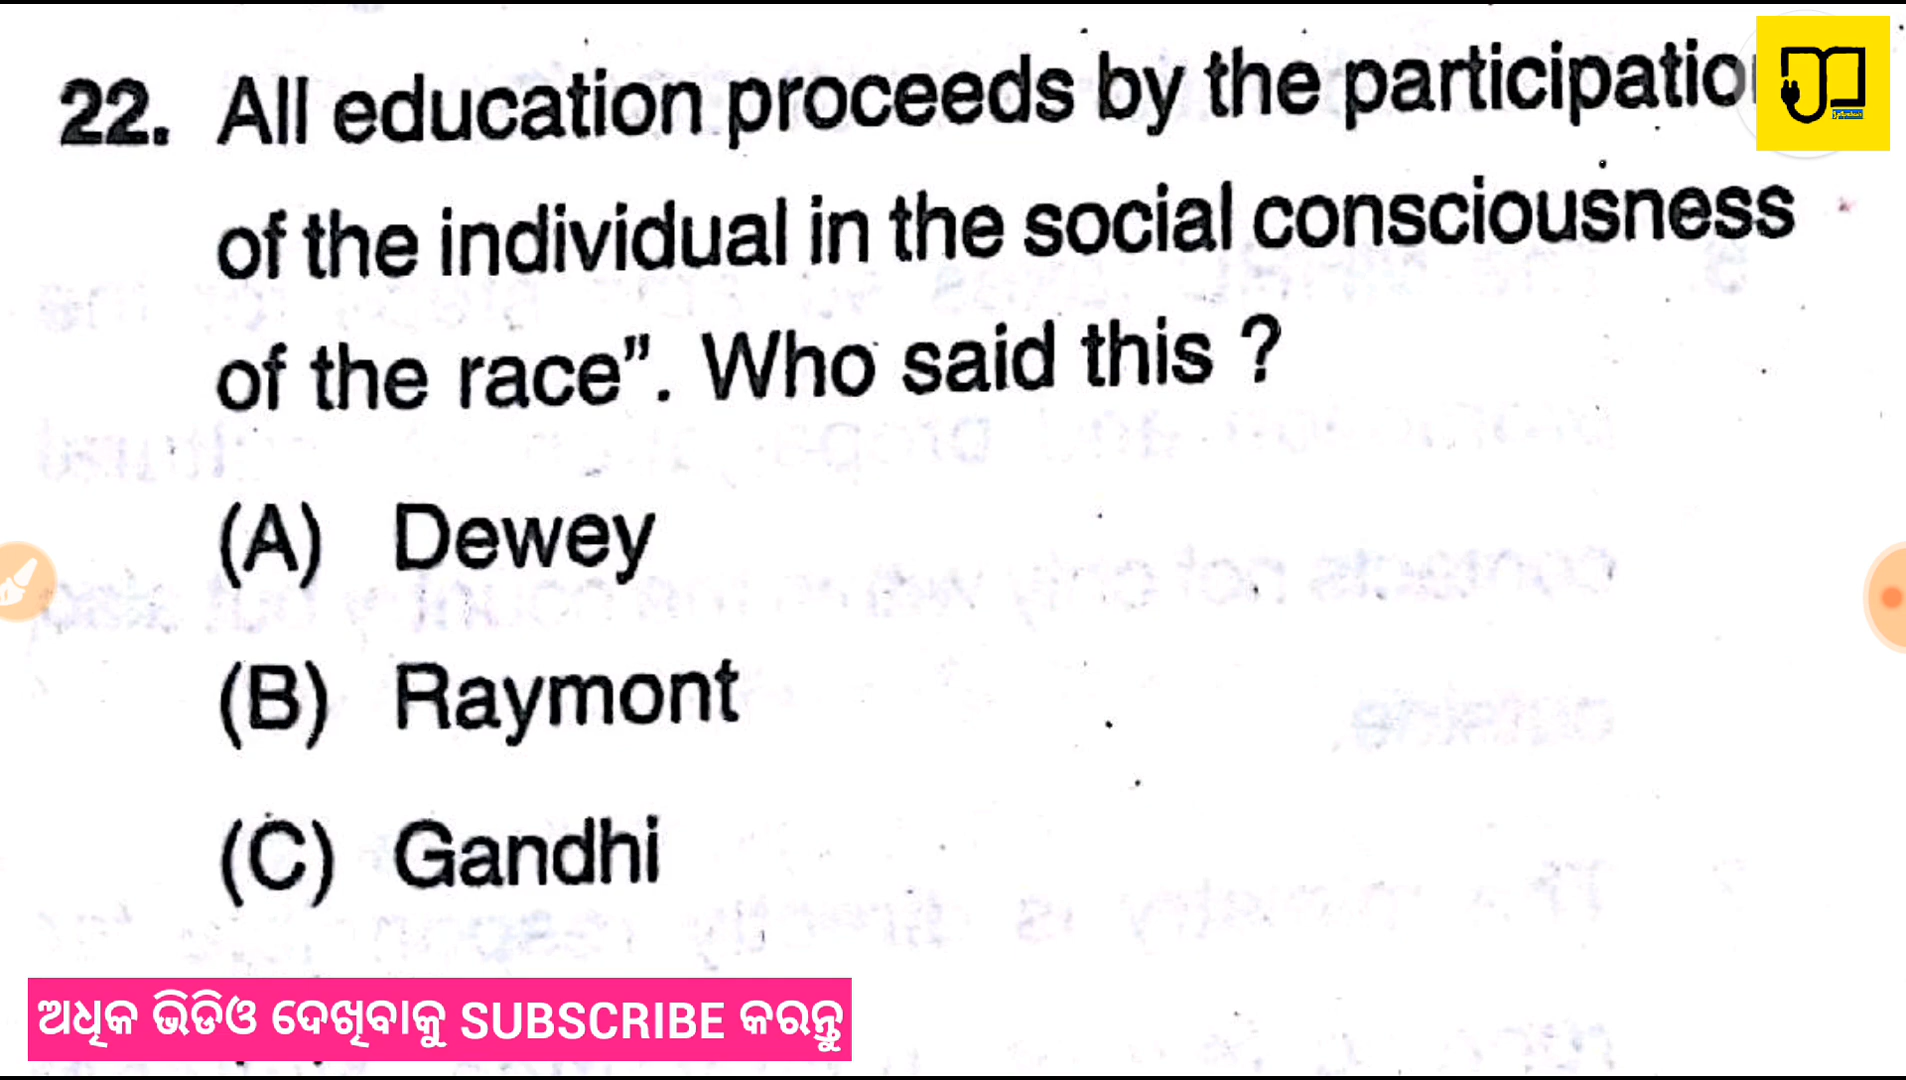 22. All education proceeds by the participatio
of the individual in the social consciousness
of the race”. Who said this ?
(A) Dewey
(B) Raymont
(C) Gandhi
ଅଧିକ ଭିଡିଓ ଦେଖିବାକୁ SUBSCRIBE କରନ୍ତୁ